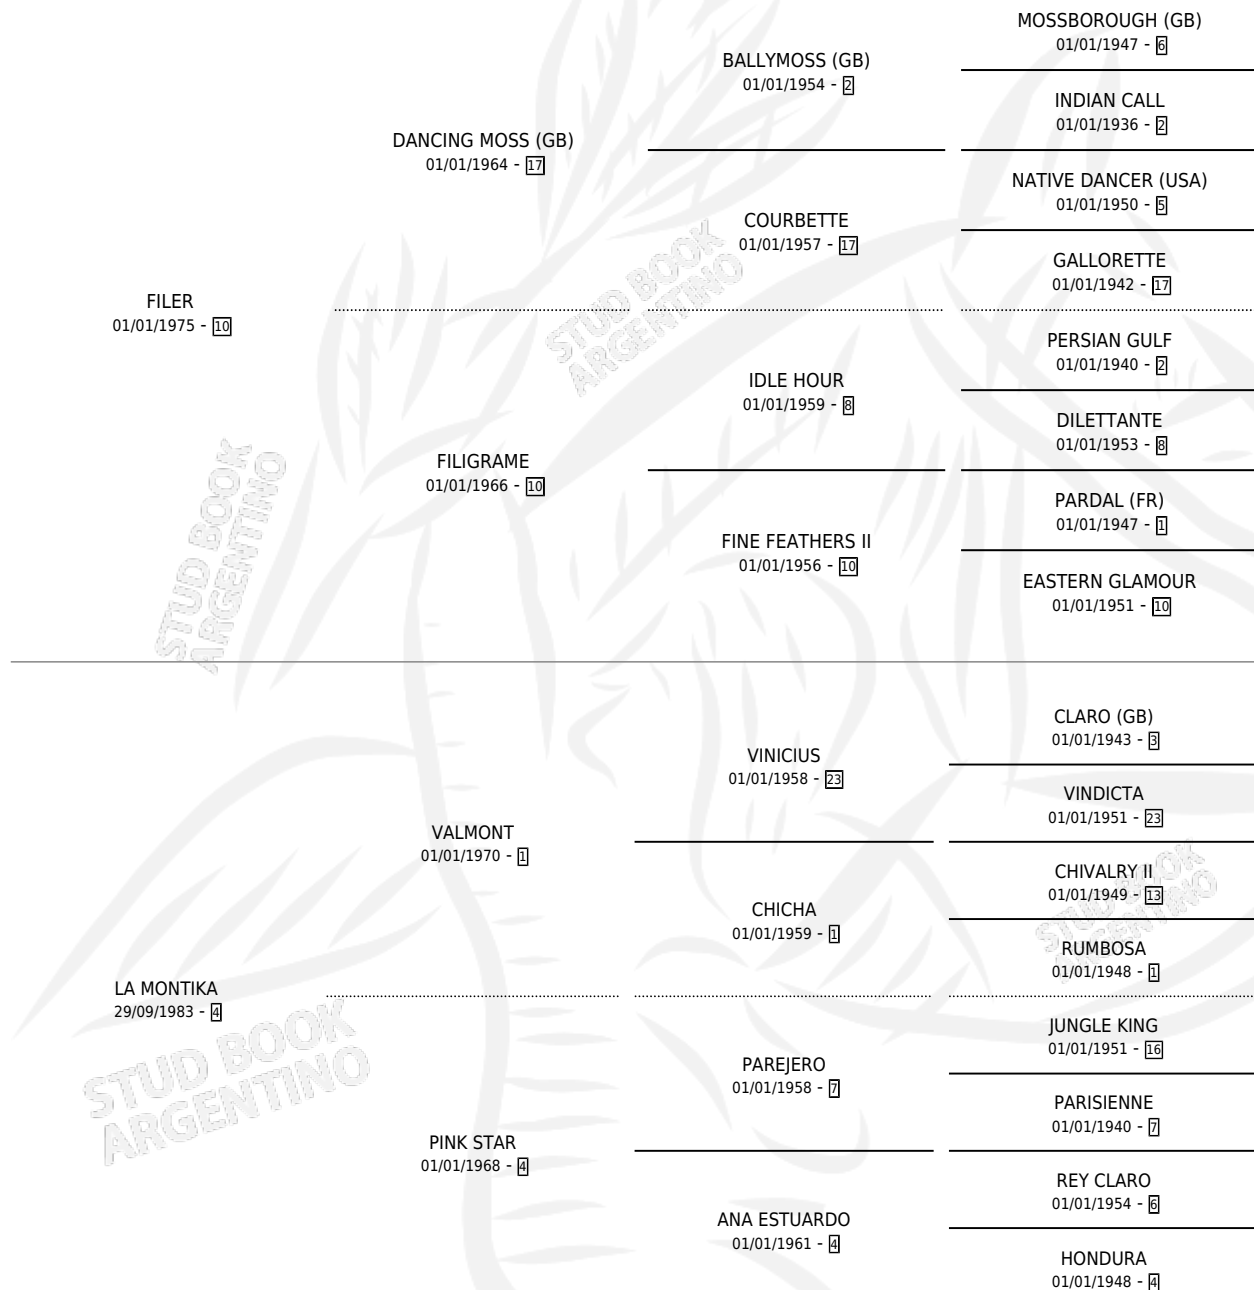 MOSSBOROUGH (GB)
01/01/1947 - 6
BALLYMOSS (GB)
01/01/1954 - 2
INDIAN CALL
01/01/1936 - 2
DANCING MOSS (GB)
01/01/1964 - 17
NATIVE DANCER (USA)
01/01/1950 - 5
COURBETTE
01/01/1957 - 17
GALLORETTE
01/01/1942 - 17
FILER
01/01/1975 - 10
PERSIAN GULF
01/01/1940 - 2
IDLE HOUR
01/01/1959 - 8
DILETTANTE
01/01/1953 - 8
FILIGRAME
01/01/1966 - 10
PARDAL (FR)
01/01/1947 - 1
FINE FEATHERS II
01/01/1956 - 10
EASTERN GLAMOUR
01/01/1951 - 10
CLARO (GB)
01/01/1943 - 3
VINICIUS
01/01/1958 - 23
VINDICTA
01/01/1951 - 23
VALMONT
01/01/1970 - 1
CHIVALRY II
01/01/1949 - 13
CHICHA
01/01/1959 - 1
RUMBOSA
01/01/1948 - 1
LA MONTIKA
29/09/1983 - 4
JUNGLE KING
01/01/1951 - 16
PAREJERO
01/01/1958 - 7
PARISIENNE
01/01/1940 - 7
PINK STAR
01/01/1968 - 4
REY CLARO
01/01/1954 - 6
ANA ESTUARDO
01/01/1961 - 4
HONDURA
01/01/1948 - 4
STUD BOOK
ARGENTINO
STUD BOOK
ARGENTINO
STUD BOOK
ARGENTINO
STUD BOOK
ARGENTINO